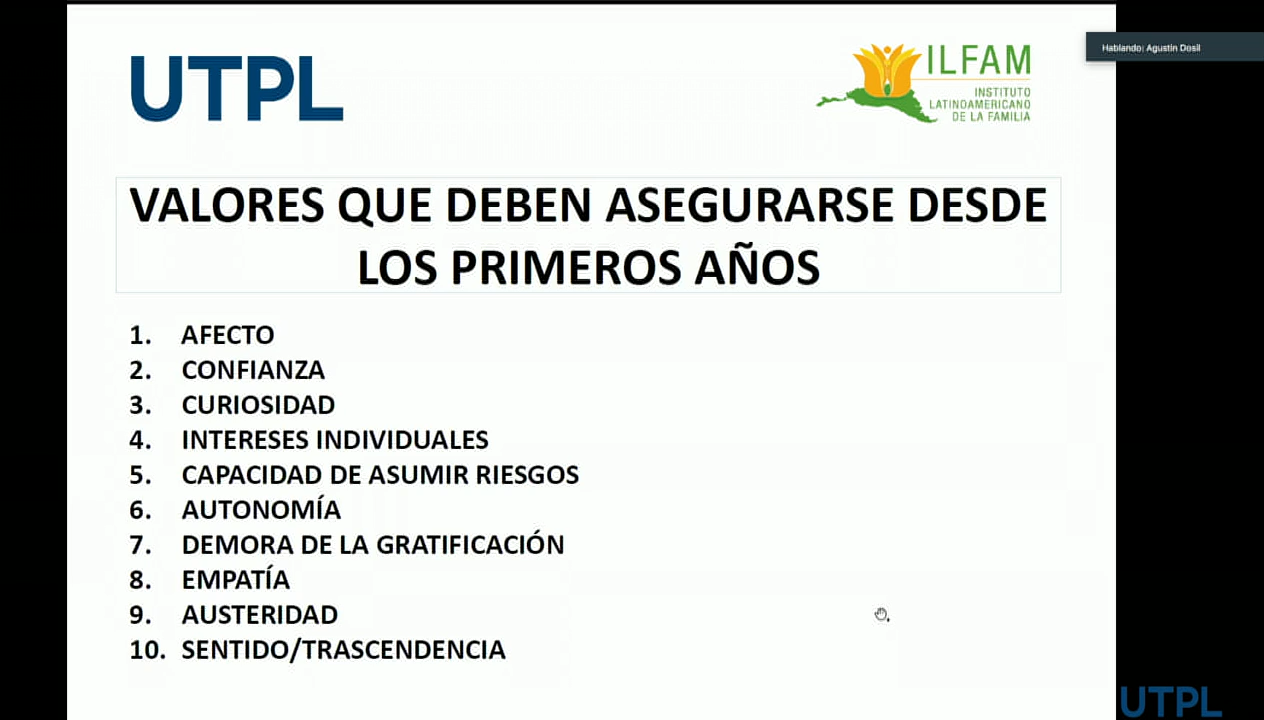 Hablando: Agustin Dosil
UTPL
ILFAM
INSTITUTO
LATINOAMERICANO
DE LA FAMILIA
VALORES QUE DEBEN ASEGURARSE DESDE
LOS PRIMEROS AÑOS
1. AFECTO
2. CONFIANZA
3. CURIOSIDAD
4. INTERESES INDIVIDUALES
5. CAPACIDAD DE ASUMIR RIESGOS
6. AUTONOMÍA
7. DEMORA DE LA GRATIFICACIÓN
8. EMPATÍA
9. AUSTERIDAD
10. SENTIDO/TRASCENDENCIA
UTPL